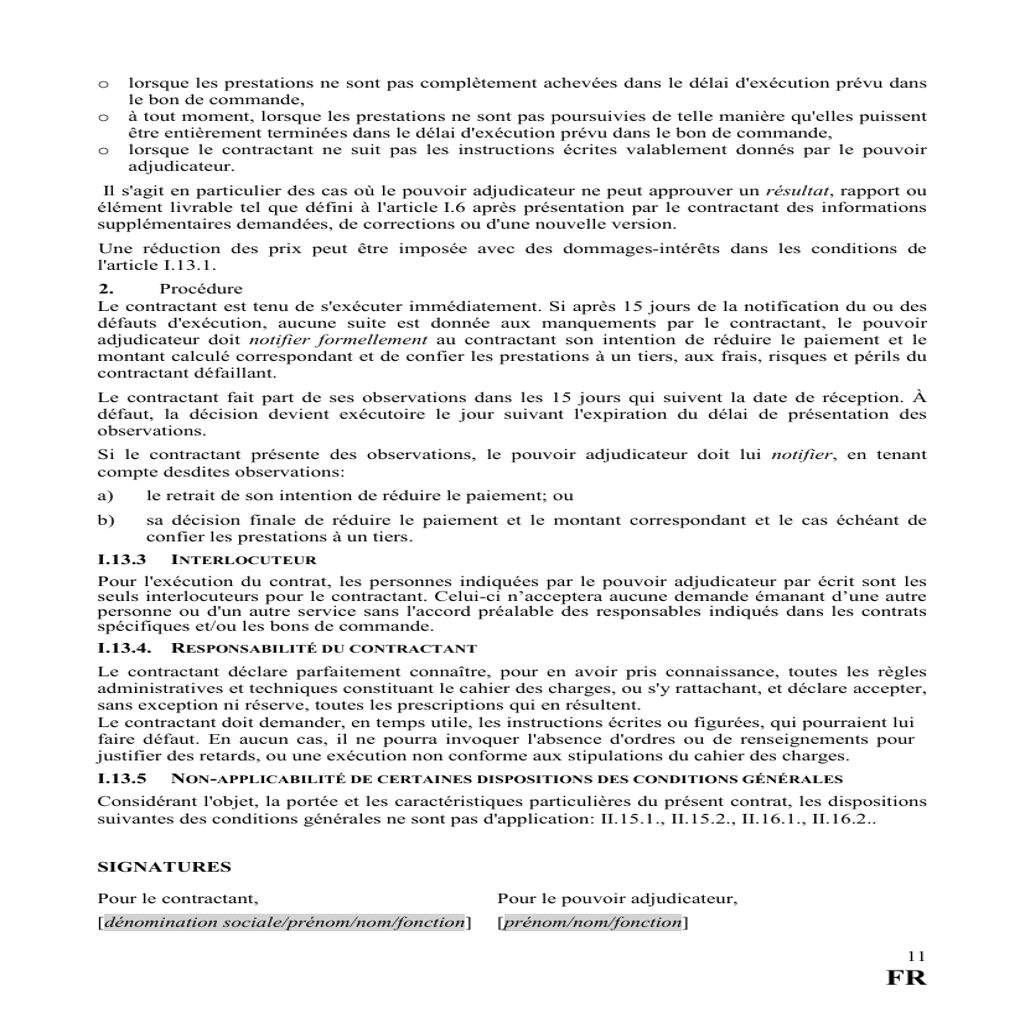 o lorsque les prestations ne sont pas complètement achevées dans le délai d'exécution prévu dans
le bon de commande,
o à tout moment, lorsque les prestations ne sont pas poursuivies de telle manière qu'elles puissent
être entièrement terminées dans le délai d'exécution prévu dans le bon de commande,
o lorsque le contractant ne suit pas les instructions écrites valablement donnés par le pouvoir
adjudicateur.
Il s'agit en particulier des cas où le pouvoir adjudicateur ne peut approuver un résultat, rapport ou
élément livrable tel que défini à l'article I.6 après présentation par le contractant des informations
supplémentaires demandées, de corrections ou d'une nouvelle version.
Une réduction des prix peut être imposée avec des dommages-intérêts dans les conditions de
l'article I.13.1.
2. Procédure
Le contractant est tenu de s'exécuter immédiatement. Si après 15 jours de la notification du ou des
défauts d'exécution, aucune suite est donnée aux manquements par le contractant, le pouvoir
adjudicateur doit notifier formellement au contractant son intention de réduire le paiement et le
montant calculé correspondant et de confier les prestations à un tiers, aux frais, risques et périls du
contractant défaillant.
Le contractant fait part de ses observations dans les 15 jours qui suivent la date de réception. À
défaut, la décision devient exécutoire le jour suivant l'expiration du délai de présentation des
observations.
Si le contractant présente des observations, le pouvoir adjudicateur doit lui notifier, en tenant
compte desdites observations:
a) le retrait de son intention de réduire le paiement; ou
b) sa décision finale de réduire le paiement et le montant correspondant et le cas échéant de
confier les prestations à un tiers.
I.13.3 INTERLOCUTEUR
Pour l'exécution du contrat, les personnes indiquées par le pouvoir adjudicateur par écrit sont les
seuls interlocuteurs pour le contractant. Celui-ci n’acceptera aucune demande émanant d’une autre
personne ou d'un autre service sans l'accord préalable des responsables indiqués dans les contrats
spécifiques et/ou les bons de commande.
I.13.4. RESPONSABILITÉ DU CONTRACTANT
Le contractant déclare parfaitement connaître, pour en avoir pris connaissance, toutes les règles
administratives et techniques constituant le cahier des charges, ou s'y rattachant, et déclare accepter,
sans exception ni réserve, toutes les prescriptions qui en résultent.
Le contractant doit demander, en temps utile, les instructions écrites ou figurées, qui pourraient lui
faire défaut. En aucun cas, il ne pourra invoquer l'absence d'ordres ou de renseignements pour
justifier des retards, ou une exécution non conforme aux stipulations du cahier des charges.
I.13.5 NON-APPLICABILITÉ DE CERTAINES DISPOSITIONS DES CONDITIONS GÉNÉRALES
Considérant l'objet, la portée et les caractéristiques particulières du présent contrat, les dispositions
suivantes des conditions générales ne sont pas d'application: II.15.1., II.15.2., II.16.1., II.16.2..
SIGNATURES
Pour le contractant, Pour le pouvoir adjudicateur,
[dénomination sociale/prénom/nom/fonction] [prénom/nom/fonction]
11
FR